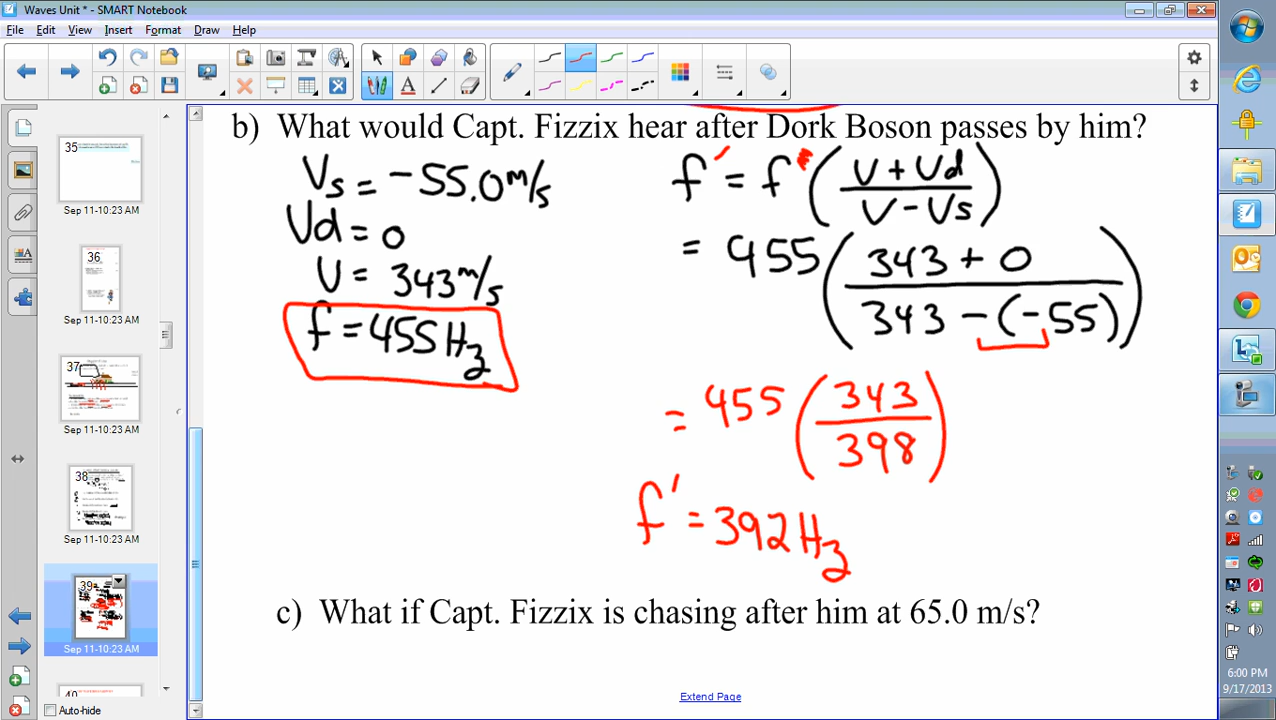 Waves Unit * - SMART Notebook
File Edit View Insert Format Draw Help
35
Sep 11-10:23 AM
36
Sep 11-10:23 AM
37
Sep 11-10:23 AM
38
Sep 11-10:23 AM
39
Sep 11-10:23 AM
40
Auto-hide
b) What would Capt. Fizzix hear after Dork Boson passes by him?
Vs = -55.0 m/s
Vd = 0
V = 343 m/s
f = 455 Hz
f' = f (V + Vd / V - Vs)
= 455 (343 + 0 / 343 - (-55))
= 455 (343 / 398)
f' = 392 Hz
c) What if Capt. Fizzix is chasing after him at 65.0 m/s?
Extend Page
6:00 PM
9/17/2013